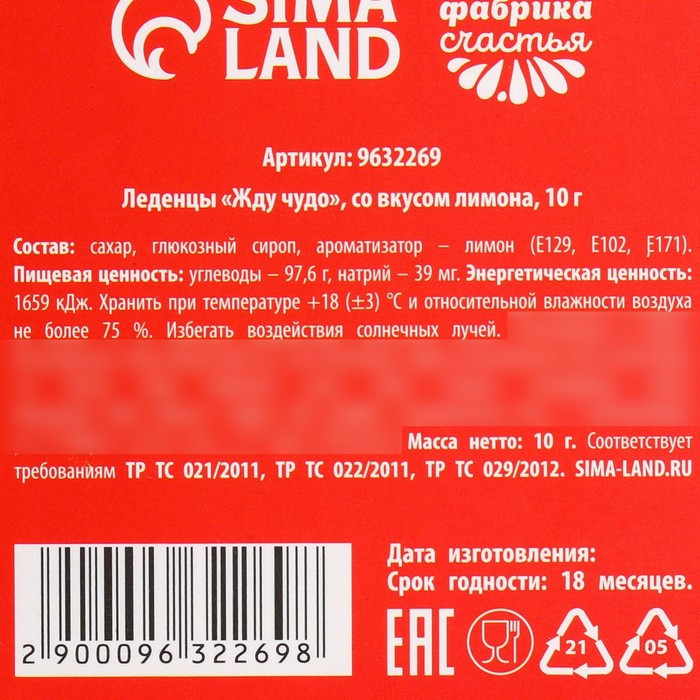 SIMA
LAND
фабрика
счастья
Артикул: 9632269
Леденцы «Жду чудо», со вкусом лимона, 10 г
Состав: сахар, глюкозный сироп, ароматизатор – лимон (Е129, Е102, Е171).
Пищевая ценность: углеводы – 97,6 г, натрий – 39 мг. Энергетическая ценность:
1659 кДж. Хранить при температуре +18 (±3) °С и относительной влажности воздуха
не более 75 %. Избегать воздействия солнечных лучей.
Масса нетто: 10 г. Соответствует
требованиям ТР ТС 021/2011, ТР ТС 022/2011, ТР ТС 029/2012. SIMA-LAND.RU
Дата изготовления:
Срок годности: 18 месяцев.
2 900096 322698
ЕАС
21
05